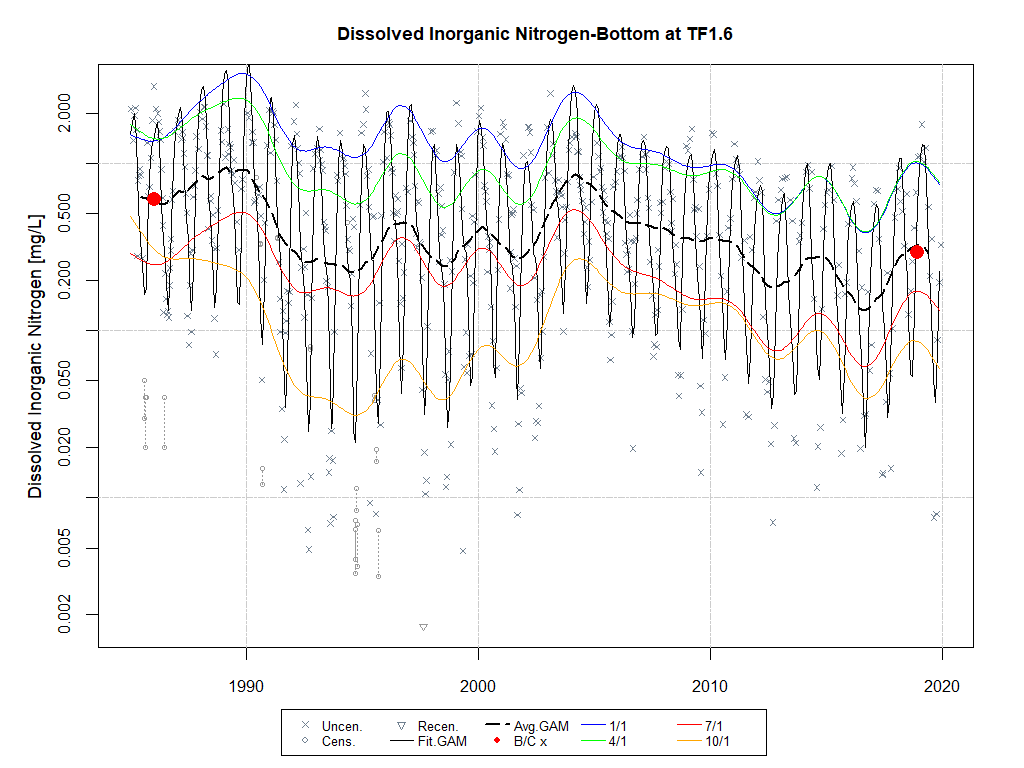 Dissolved Inorganic Nitrogen-Bottom at TF1.6
Dissolved Inorganic Nitrogen [mg/L]
2.000
0.500
0.200
0.050
0.020
0.005
0.002
1990 2000 2010 2020
Uncen. Recen. Avg.GAM 1/1 7/1
Cens. Fit.GAM B/C x 4/1 10/1